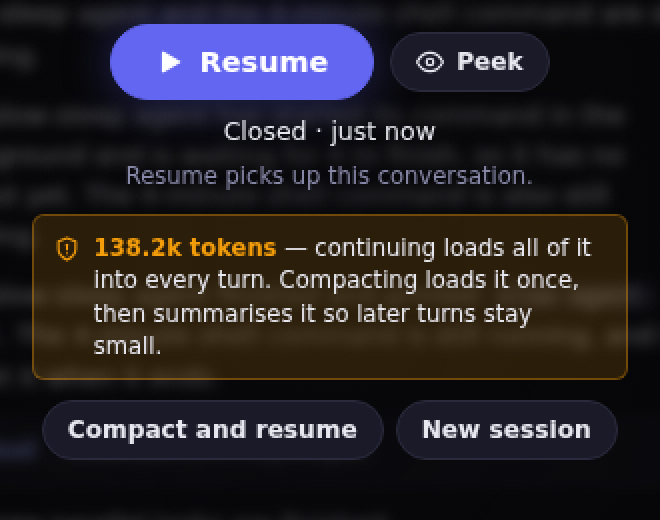 Resume
Peek
Closed · just now
Resume picks up this conversation.
138.2k tokens — continuing loads all of it
into every turn. Compacting loads it once,
then summarises it so later turns stay
small.
Compact and resume
New session